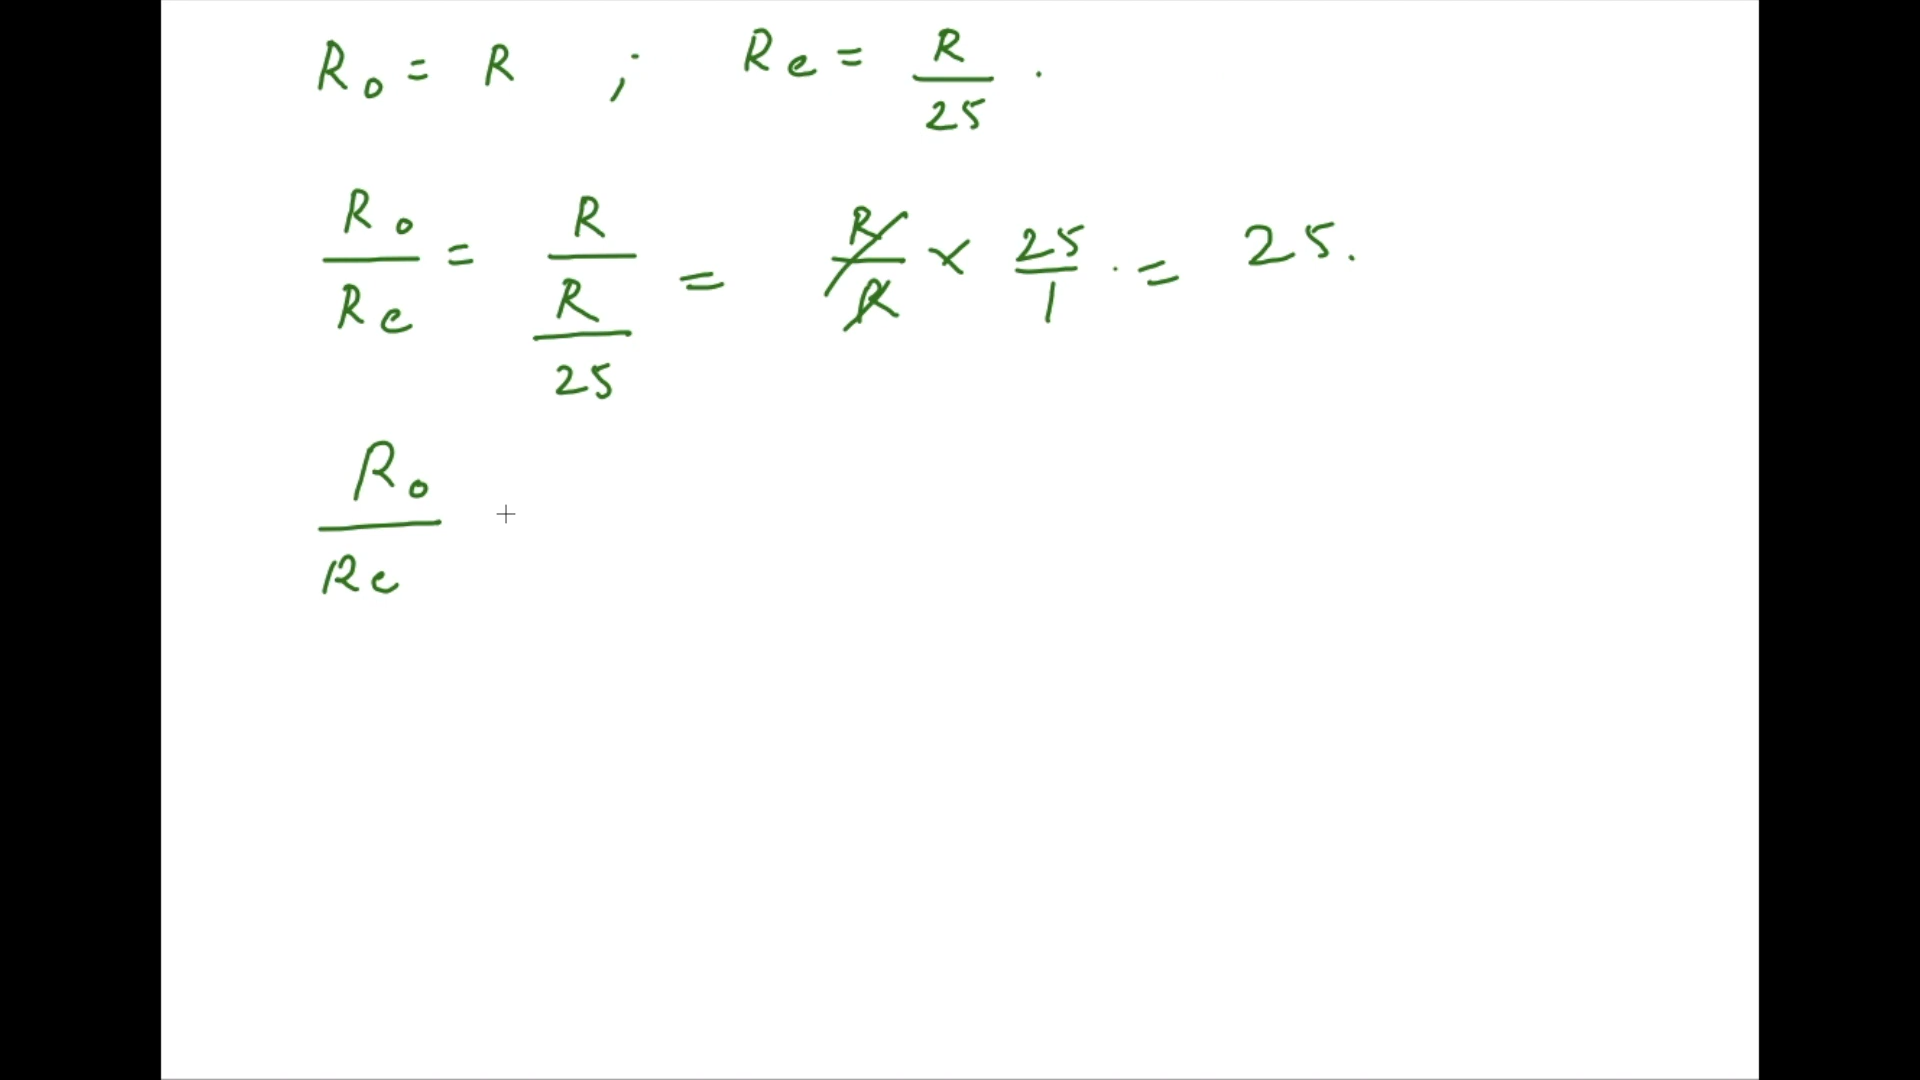 R₀ = R ; Re = R/25 .
R₀/Re = R/(R/25) = R/R × 25/1 . = 25.
R₀/Re